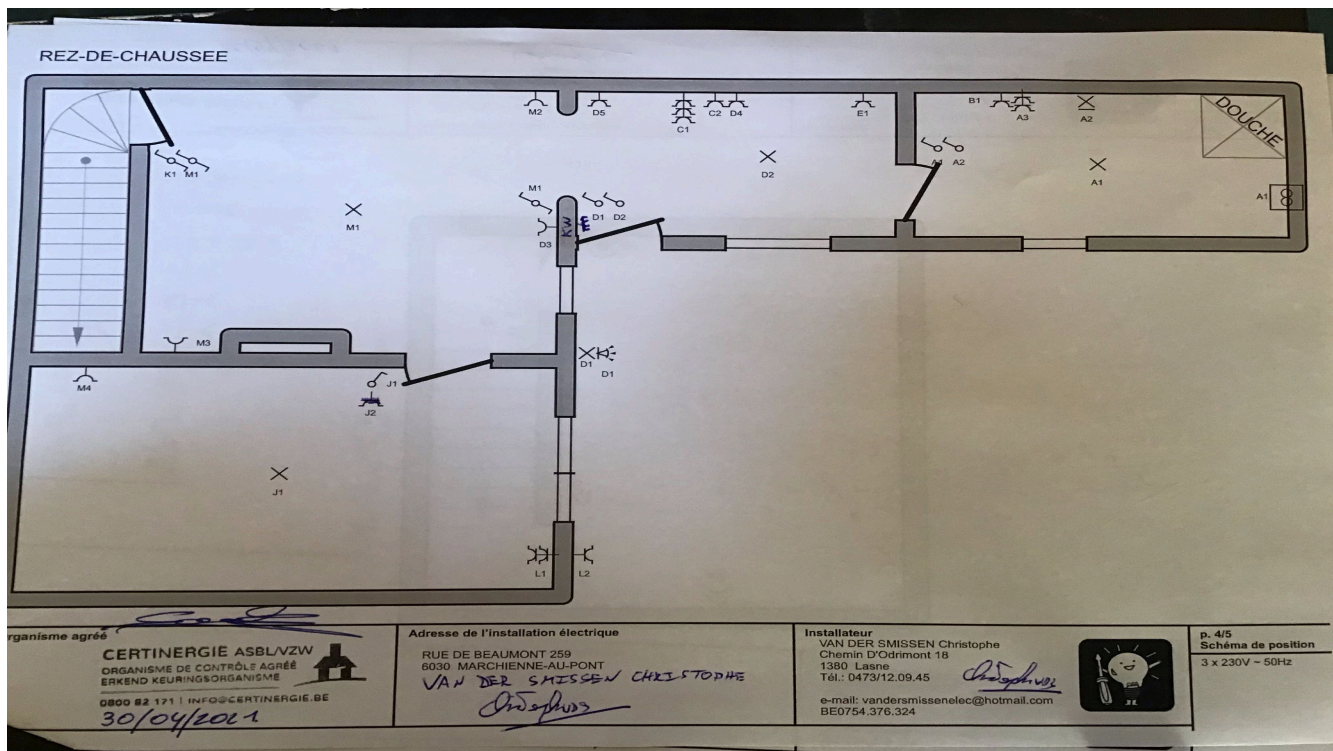 REZ-DE-CHAUSSEE
M2
D5
C1
C2
D4
E1
B1
A3
A2
DOUCHE
K1
M1
M1
M1
D1
D2
D3
KW
D2
A1
A2
A1
A1
M3
M4
J1
J2
D1
D1
J1
L1
L2
rganisme agréé
CERTINERGIE ASBL/VZW
ORGANISME DE CONTRÔLE AGRÉÉ
ERKEND KEURINGSORGANISME
0800 82 171 | INFO@CERTINERGIE.BE
30/04/2021
Adresse de l'installation électrique
RUE DE BEAUMONT 259
6030 MARCHIENNE-AU-PONT
VAN DER SMISSEN CHRISTOPHE
Installateur
VAN DER SMISSEN Christophe
Chemin D'Odrimont 18
1380 Lasne
Tél.: 0473/12.09.45
e-mail: vandersmissenelec@hotmail.com
BE0754.376.324
p. 4/5
Schéma de position
3 x 230V ~ 50Hz